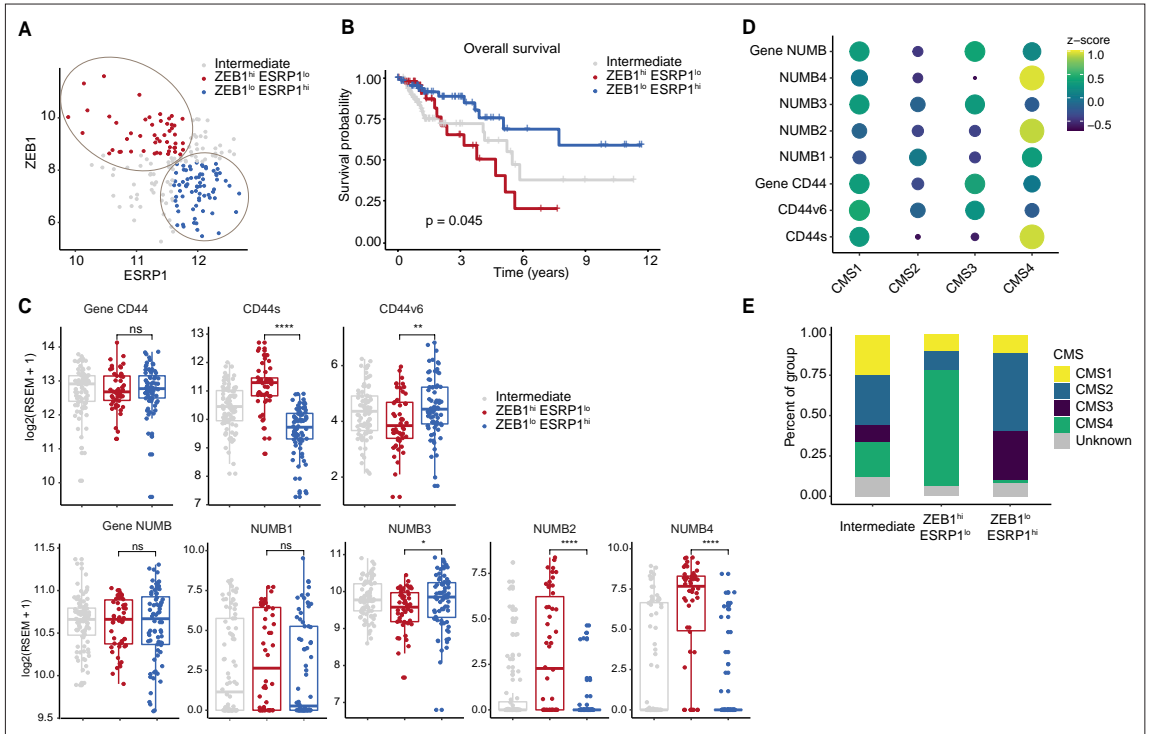 A
Intermediate
ZEB1hi ESRP1lo
ZEB1lo ESRP1hi
ZEB1
10
8
6
10
11
12
ESRP1
B
Overall survival
Intermediate
ZEB1hi ESRP1lo
ZEB1lo ESRP1hi
Survival probability
1.00
0.75
0.50
0.25
0.00
p = 0.045
0
3
6
9
12
Time (years)
C
Gene CD44
ns
log2(RSEM + 1)
14
13
12
11
10
CD44s
****
13
12
11
10
9
8
7
CD44v6
**
6
4
2
Intermediate
ZEB1hi ESRP1lo
ZEB1lo ESRP1hi
Gene NUMB
ns
log2(RSEM + 1)
11.5
11.0
10.5
10.0
9.5
NUMB1
ns
10.0
7.5
5.0
2.5
0.0
NUMB3
*
11
10
9
8
7
NUMB2
****
7.5
5.0
2.5
0.0
NUMB4
****
10.0
7.5
5.0
2.5
0.0
D
Gene NUMB
NUMB4
NUMB3
NUMB2
NUMB1
Gene CD44
CD44v6
CD44s
CMS1
CMS2
CMS3
CMS4
z−score
1.0
0.5
0.0
−0.5
E
Percent of group
1.00
0.75
0.50
0.25
0.00
Intermediate
ZEB1hi
ESRP1lo
ZEB1lo
ESRP1hi
CMS
CMS1
CMS2
CMS3
CMS4
Unknown